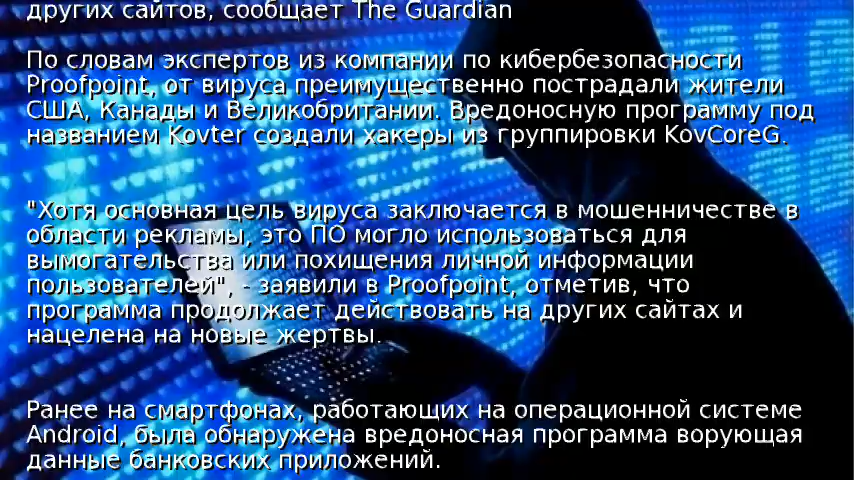 других сайтов, сообщает The Guardian
По словам экспертов из компании по кибербезопасности
Proofpoint, от вируса преимущественно пострадали жители
США, Канады и Великобритании. Вредоносную программу под
названием Kovter создали хакеры из группировки KovCoreG.
"Хотя основная цель вируса заключается в мошенничестве в
области рекламы, это ПО могло использоваться для
вымогательства или похищения личной информации
пользователей", - заявили в Proofpoint, отметив, что
программа продолжает действовать на других сайтах и
нацелена на новые жертвы.
Ранее на смартфонах, работающих на операционной системе
Android, была обнаружена вредоносная программа ворующая
данные банковских приложений.